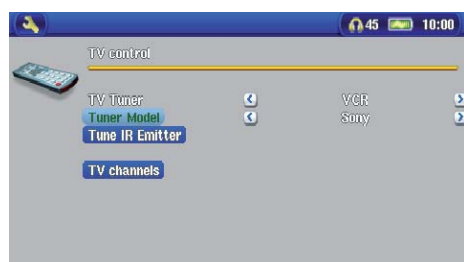 45 10:00
TV control
TV Tuner VCR
Tuner Model Sony
Tune IR Emitter
TV channels